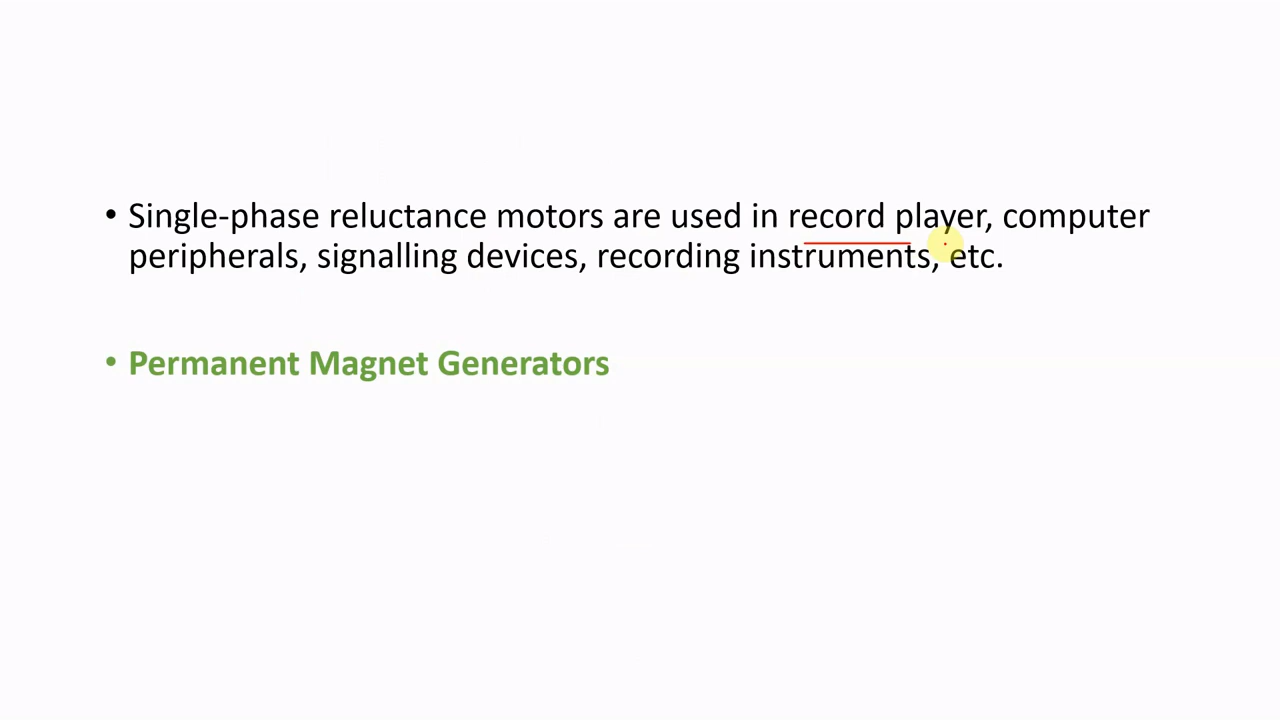 • Single-phase reluctance motors are used in record player, computer
peripherals, signalling devices, recording instruments, etc.
• Permanent Magnet Generators